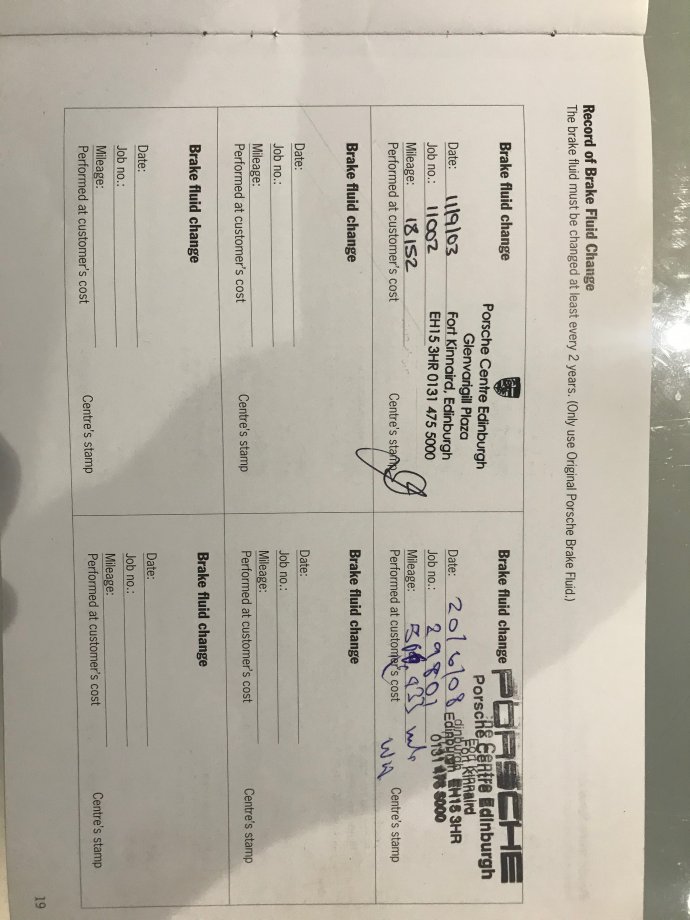 Record of Brake Fluid Change
The brake fluid must be changed at least every 2 years. (Only use Original Porsche Brake Fluid.)
Brake fluid change
Date: 11/9/03
Job no.: 11002
Mileage: 18152
Performed at customer's cost
Porsche Centre Edinburgh
Glenvarigill Plaza
Fort Kinnaird, Edinburgh
EH15 3HR 0131 475 5000
Centre's stamp
Brake fluid change
Date: 20/6/08
Job no.: 29801
Mileage:
Performed at customer's cost
PORSCHE
Porsche Centre Edinburgh
Fort Kinnaird
Edinburgh EH15 3HR
0131 475 5000
Centre's stamp
Brake fluid change
Date:
Job no.:
Mileage:
Performed at customer's cost
Centre's stamp
Brake fluid change
Date:
Job no.:
Mileage:
Performed at customer's cost
Centre's stamp
Brake fluid change
Date:
Job no.:
Mileage:
Performed at customer's cost
Centre's stamp
Brake fluid change
Date:
Job no.:
Mileage:
Performed at customer's cost
Centre's stamp
19